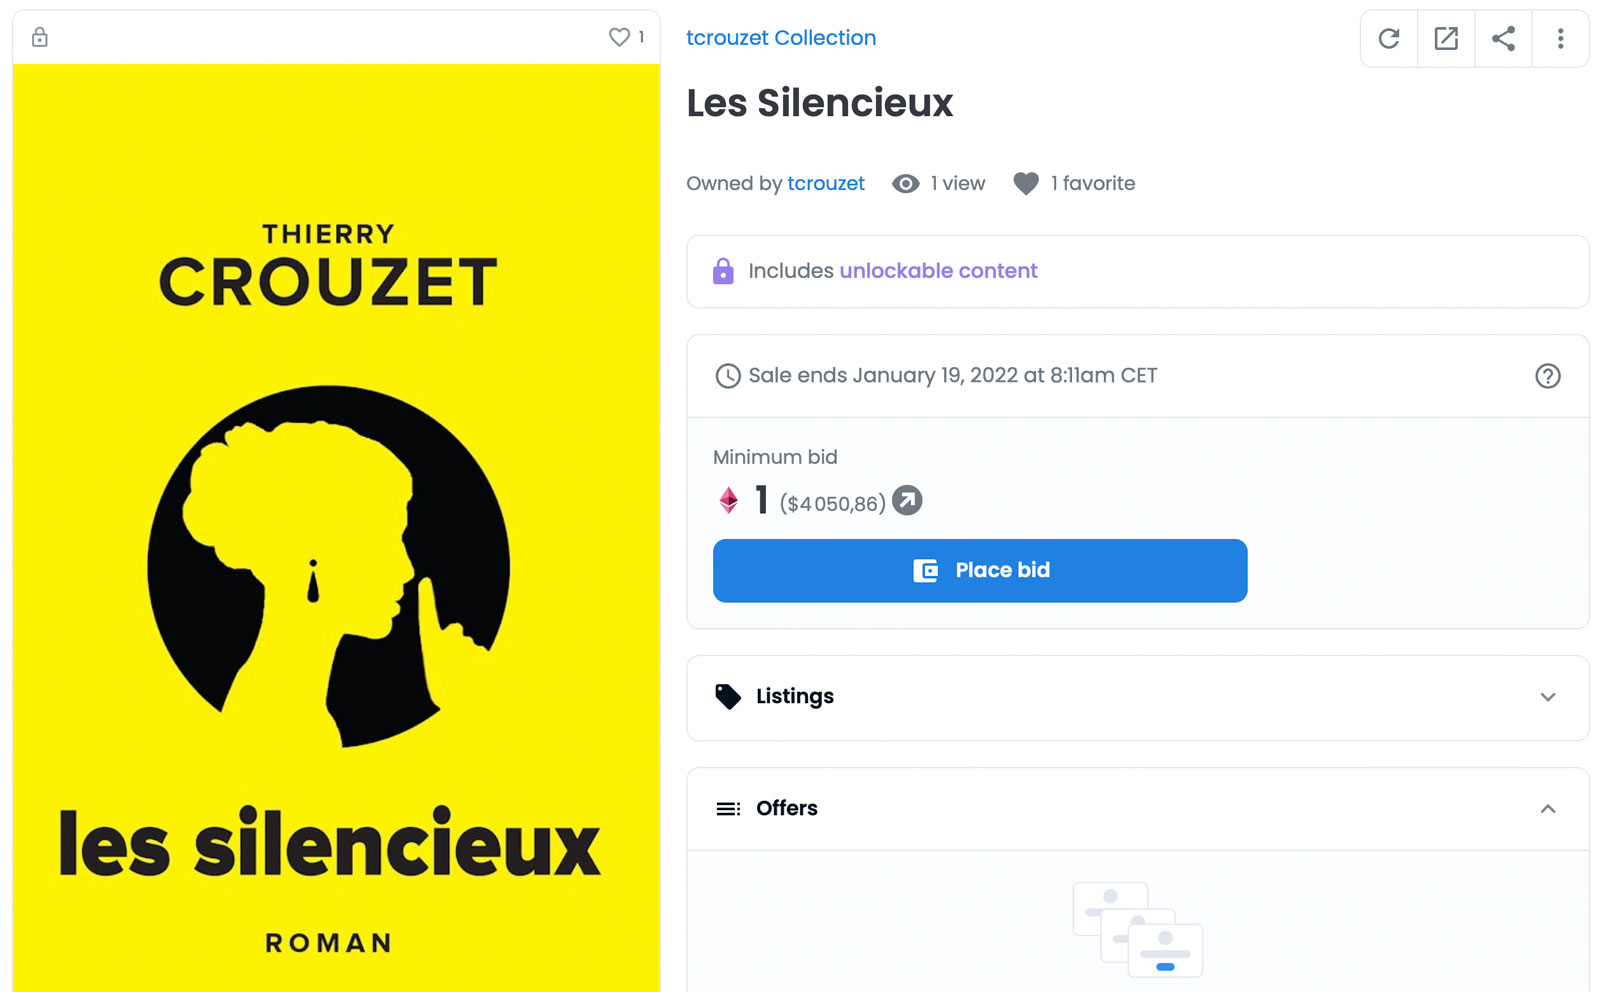 1
THIERRY
CROUZET
les silencieux
ROMAN
tcrouzet Collection
Les Silencieux
Owned by tcrouzet 1 view 1 favorite
Includes unlockable content
Sale ends January 19, 2022 at 8:11am CET
Minimum bid
1 ($4 050,86)
Place bid
Listings
Offers